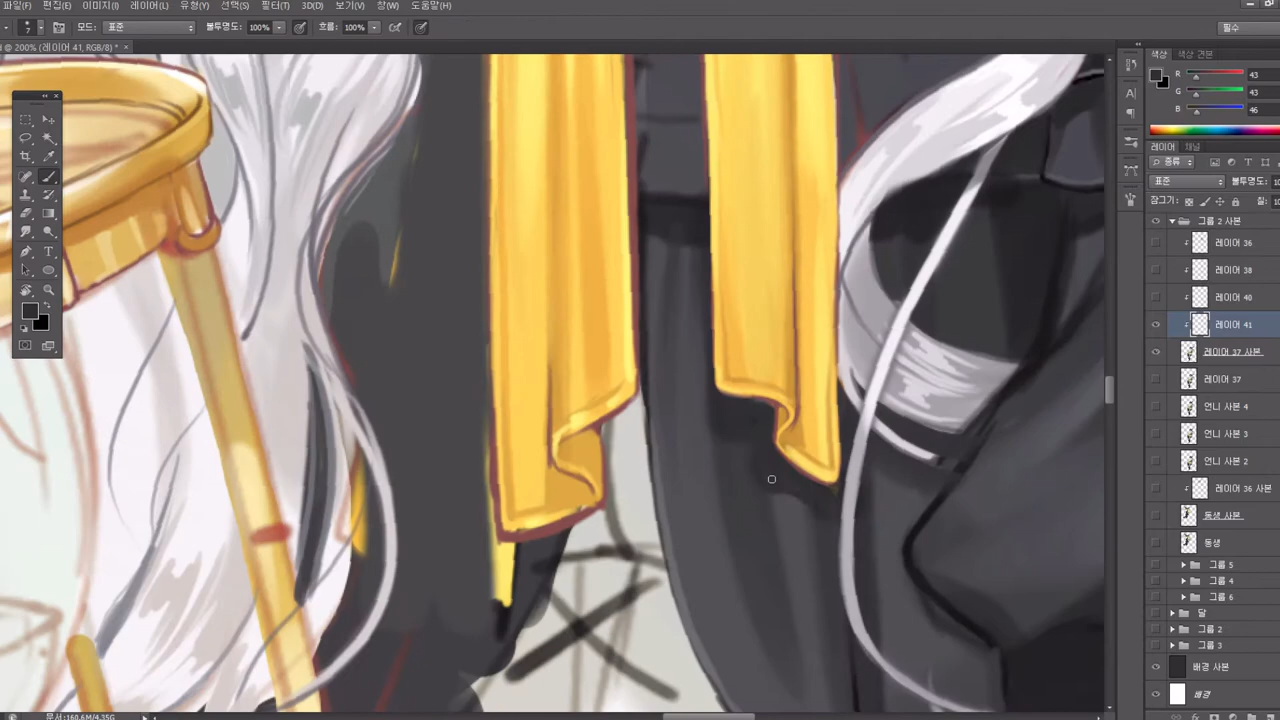 파일(F) 편집(E) 이미지(I) 레이어(L) 유형(Y) 선택(S) 필터(T) 3D(D) 보기(V) 창(W) 도움말(H)
7 모드: 표준 불투명도: 100% 흐름: 100% 필수
d @ 200% (레이어 41, RGB/8) * ×
색상 색상 견본
R 43
G 43
B 46
레이어 채널
종류
표준 불투명도: 10
잠그기: 칠: 10
그룹 2 사본
레이어 36
레이어 38
레이어 40
레이어 41
레이어 37 사본
레이어 37
언니 사본 4
언니 사본 3
언니 사본 2
레이어 36 사본
동생 사본
동생
그룹 5
그룹 4
그룹 6
달
그룹 2
그룹 3
배경 사본
배경
문서:160.6M/4.35G